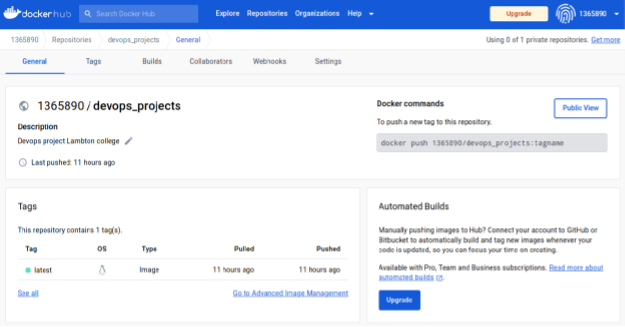 dockerhub
Search Docker Hub
Explore Repositories Organizations Help
Upgrade
1365890
1365890 Repositories devops_projects General
Using 0 of 1 private repositories. Get more
General Tags Builds Collaborators Webhooks Settings
1365890 / devops_projects
Description
Devops project Lambton college
Last pushed: 11 hours ago
Docker commands
To push a new tag to this repository.
Public View
docker push 1365890/devops_projects:tagname
Tags
This repository contains 1 tag(s).
Tag OS Type Pulled Pushed
latest Image 11 hours ago 11 hours ago
See all
Go to Advanced Image Management
Automated Builds
Manually pushing images to Hub? Connect your account to GitHub or
Bitbucket to automatically build and tag new images whenever your
code is updated, so you can focus your time on creating.
Available with Pro, Team and Business subscriptions. Read more about
automated builds
Upgrade